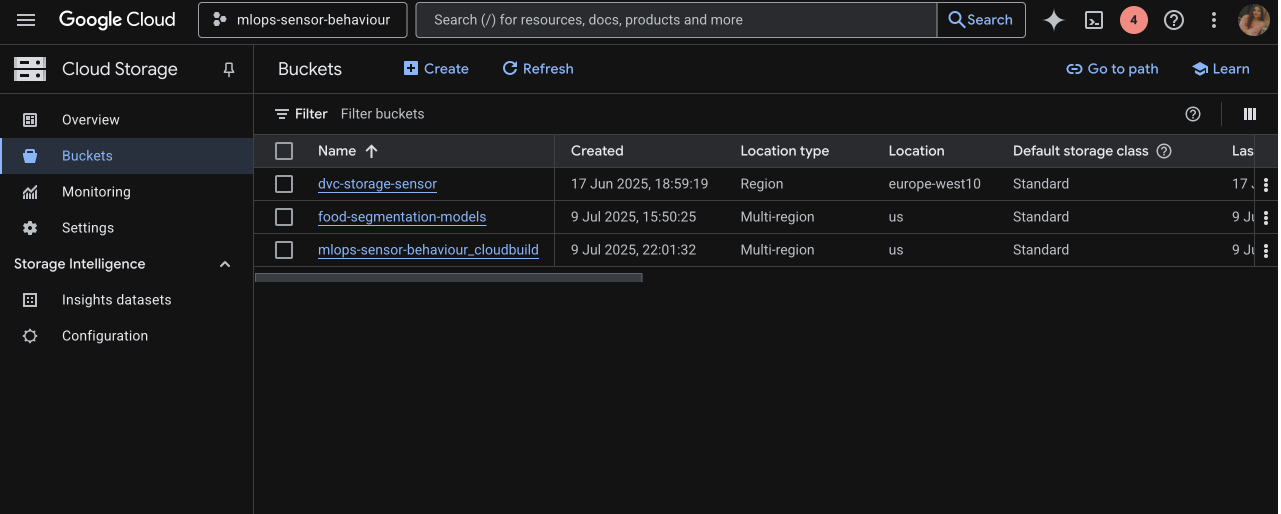 Google Cloud mlops-sensor-behaviour Search (/) for resources, docs, products and more Search 4
Cloud Storage
Buckets Create Refresh Go to path Learn
Overview
Buckets
Monitoring
Settings
Storage Intelligence
Insights datasets
Configuration
Filter Filter buckets
Name Created Location type Location Default storage class Las
dvc-storage-sensor 17 Jun 2025, 18:59:19 Region europe-west10 Standard 17
food-segmentation-models 9 Jul 2025, 15:50:25 Multi-region us Standard 9 Ju
mlops-sensor-behaviour_cloudbuild 9 Jul 2025, 22:01:32 Multi-region us Standard 9 Ju